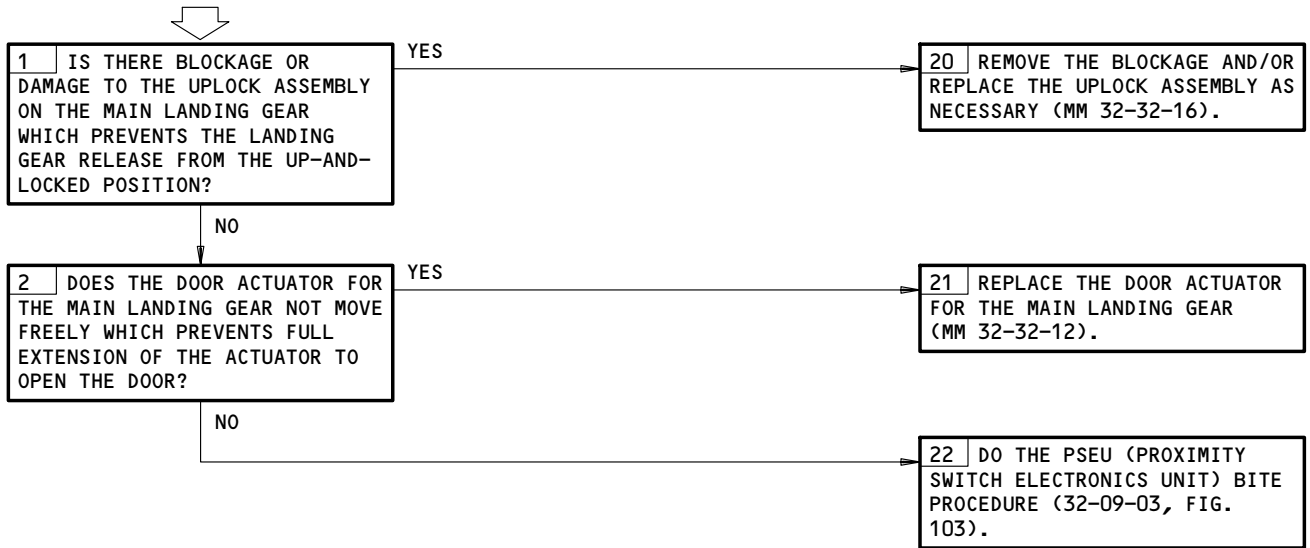 1 IS THERE BLOCKAGE OR
DAMAGE TO THE UPLOCK ASSEMBLY
ON THE MAIN LANDING GEAR
WHICH PREVENTS THE LANDING
GEAR RELEASE FROM THE UP-AND-
LOCKED POSITION?
YES
20 REMOVE THE BLOCKAGE AND/OR
REPLACE THE UPLOCK ASSEMBLY AS
NECESSARY (MM 32-32-16).
NO
2 DOES THE DOOR ACTUATOR FOR
THE MAIN LANDING GEAR NOT MOVE
FREELY WHICH PREVENTS FULL
EXTENSION OF THE ACTUATOR TO
OPEN THE DOOR?
YES
21 REPLACE THE DOOR ACTUATOR
FOR THE MAIN LANDING GEAR
(MM 32-32-12).
NO
22 DO THE PSEU (PROXIMITY
SWITCH ELECTRONICS UNIT) BITE
PROCEDURE (32-09-03, FIG.
103).